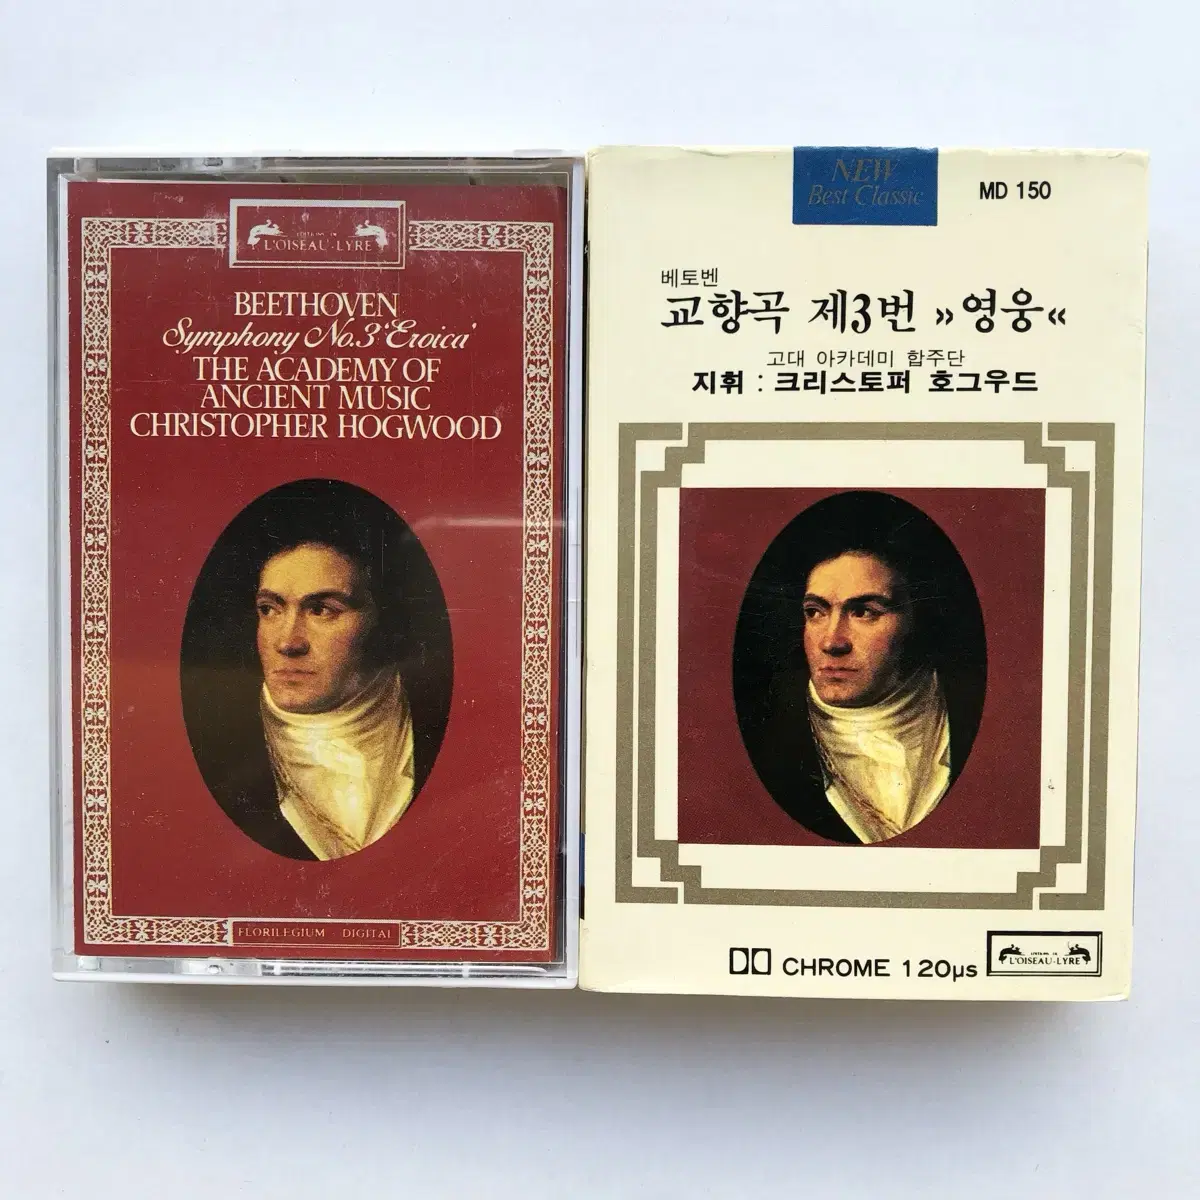 EDITIONS DE
L'OISEAU-LYRE
BEETHOVEN
Symphony No.3 'Eroica'
THE ACADEMY OF
ANCIENT MUSIC
CHRISTOPHER HOGWOOD
FLORILEGIUM · DIGITAL
NEW
Best Classic
MD 150
베토벤
교향곡 제3번 »영웅«
고대 아카데미 합주단
지휘 : 크리스토퍼 호그우드
CHROME 120μs
L'OISEAU-LYRE